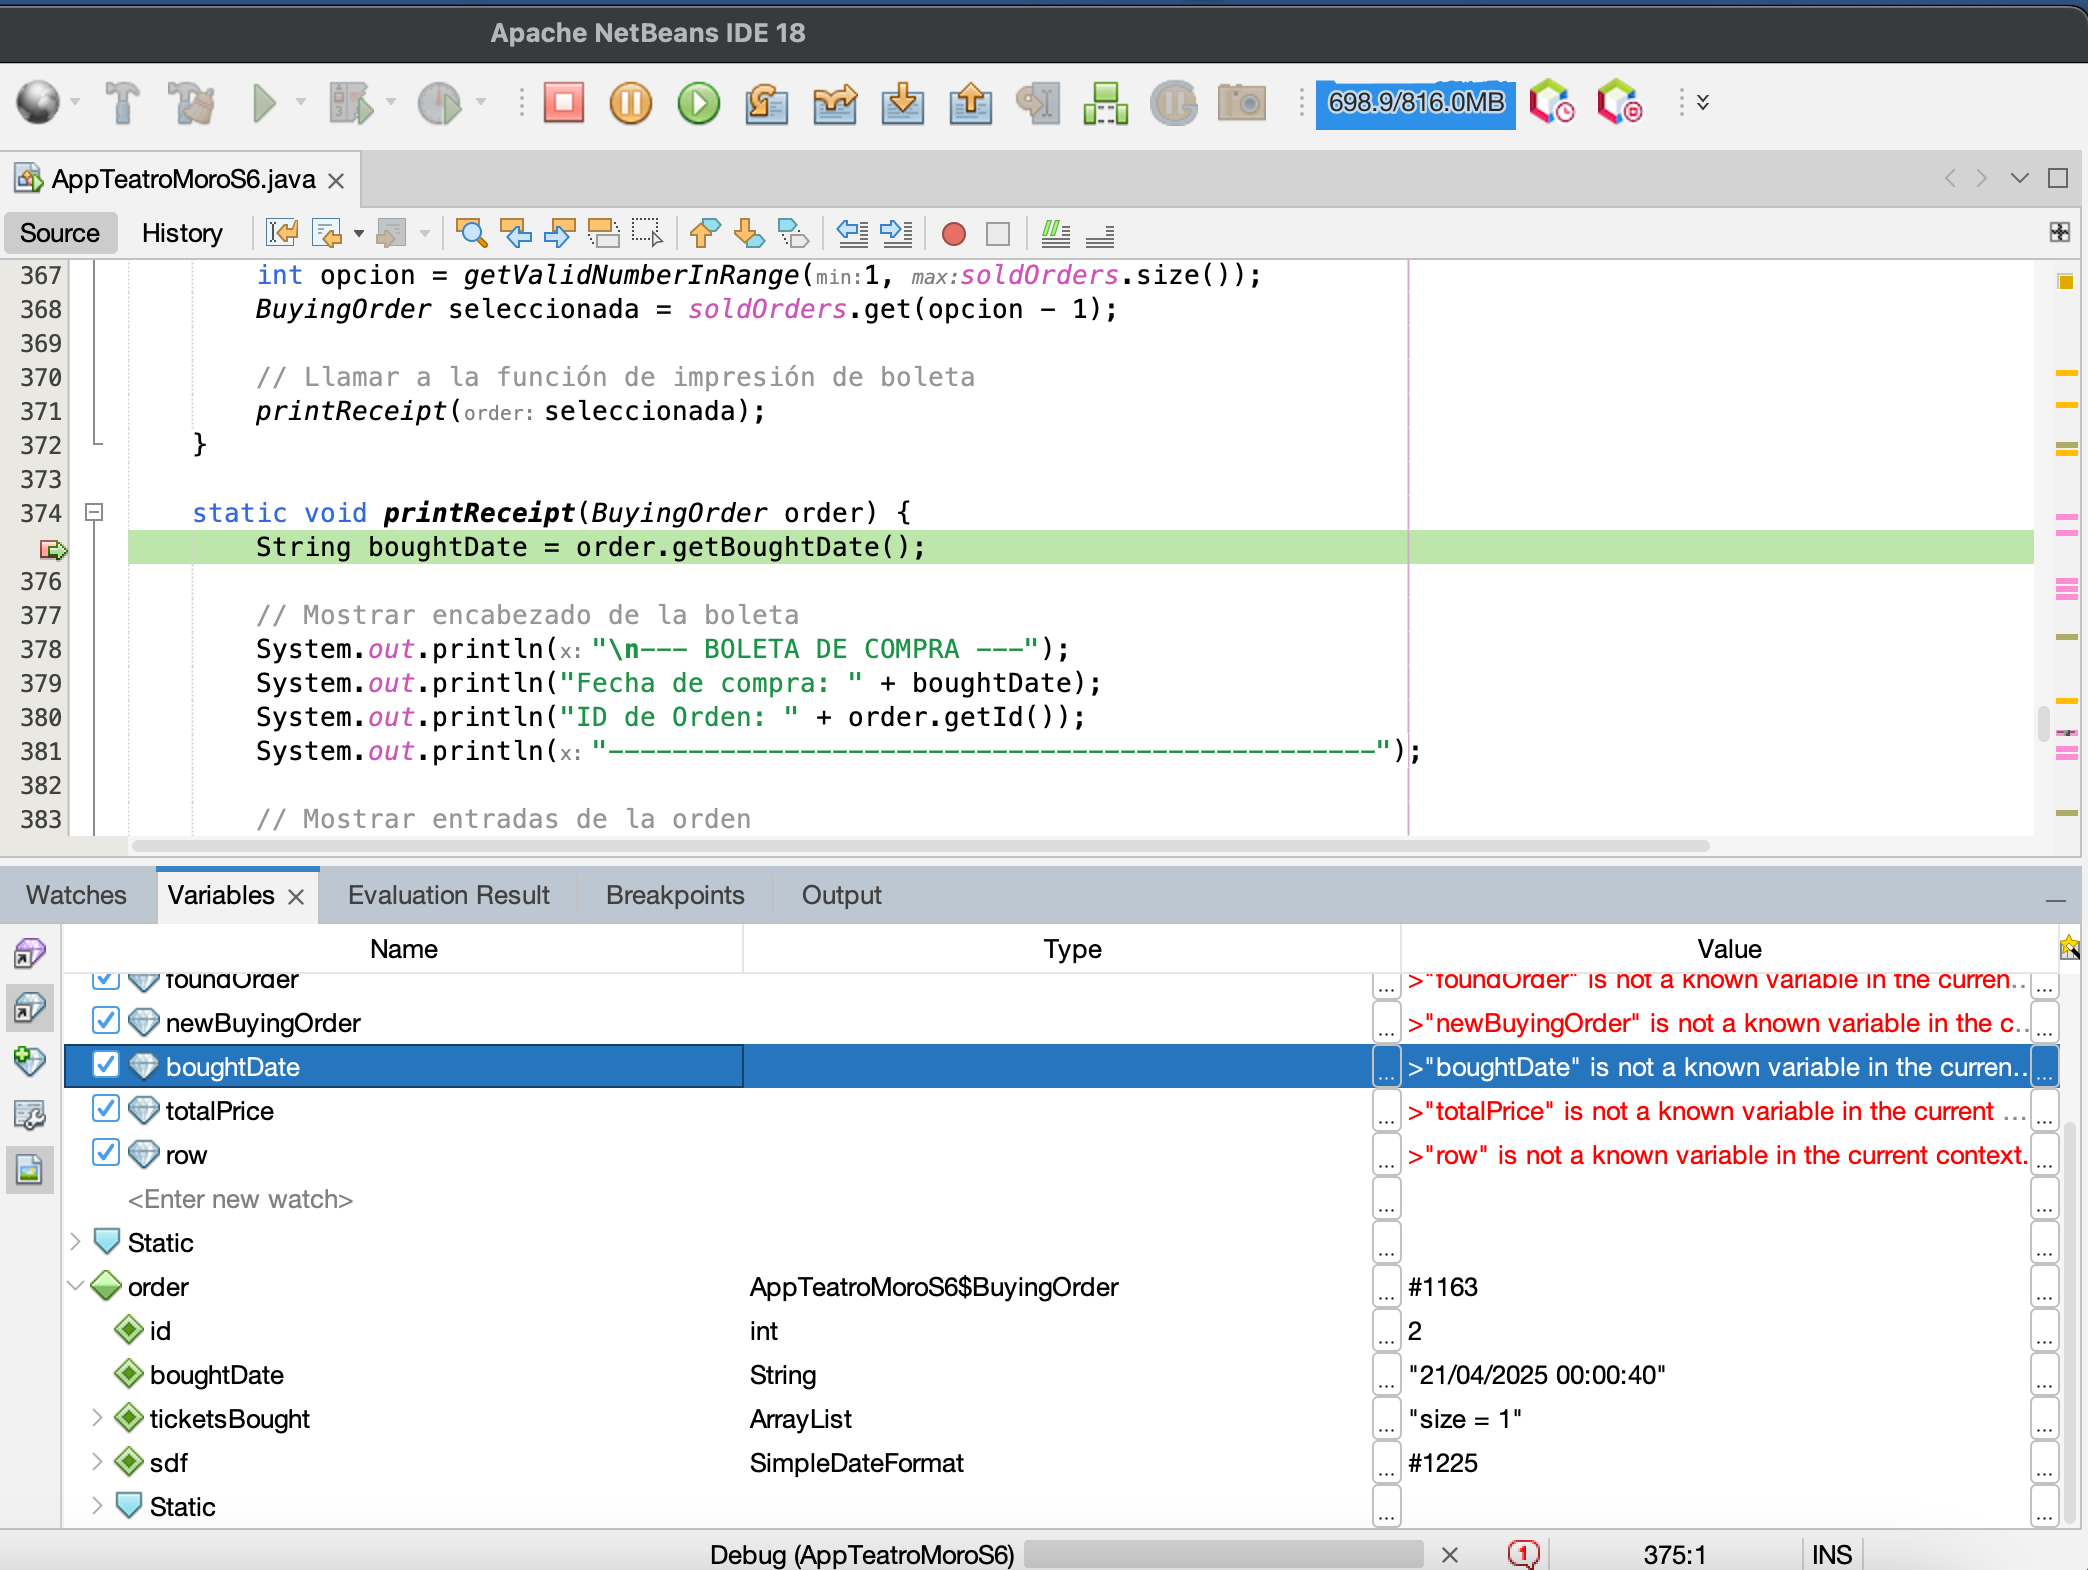 Apache NetBeans IDE 18
698.9/816.0MB
AppTeatroMoroS6.java
Source History
367 int opcion = getValidNumberInRange(min:1, max:soldOrders.size());
368 BuyingOrder seleccionada = soldOrders.get(opcion - 1);
369
370 // Llamar a la función de impresión de boleta
371 printReceipt(order: seleccionada);
372 }
373
374 static void printReceipt(BuyingOrder order) {
String boughtDate = order.getBoughtDate();
376
377 // Mostrar encabezado de la boleta
378 System.out.println(x: "\n--- BOLETA DE COMPRA ---");
379 System.out.println("Fecha de compra: " + boughtDate);
380 System.out.println("ID de Orden: " + order.getId());
381 System.out.println(x: "------------------------------------------------");
382
383 // Mostrar entradas de la orden
Watches Variables Evaluation Result Breakpoints Output
Name Type Value
foundOrder ... >"foundOrder" is not a known variable in the curren... ...
newBuyingOrder ... >"newBuyingOrder" is not a known variable in the c... ...
boughtDate ... >"boughtDate" is not a known variable in the curren... ...
totalPrice ... >"totalPrice" is not a known variable in the current ... ...
row ... >"row" is not a known variable in the current context. ...
<Enter new watch> ... ...
Static ... ...
order AppTeatroMoroS6$BuyingOrder ... #1163 ...
id int ... 2 ...
boughtDate String ... "21/04/2025 00:00:40" ...
ticketsBought ArrayList ... "size = 1" ...
sdf SimpleDateFormat ... #1225 ...
Static ... ...
Debug (AppTeatroMoroS6) 1 375:1 INS